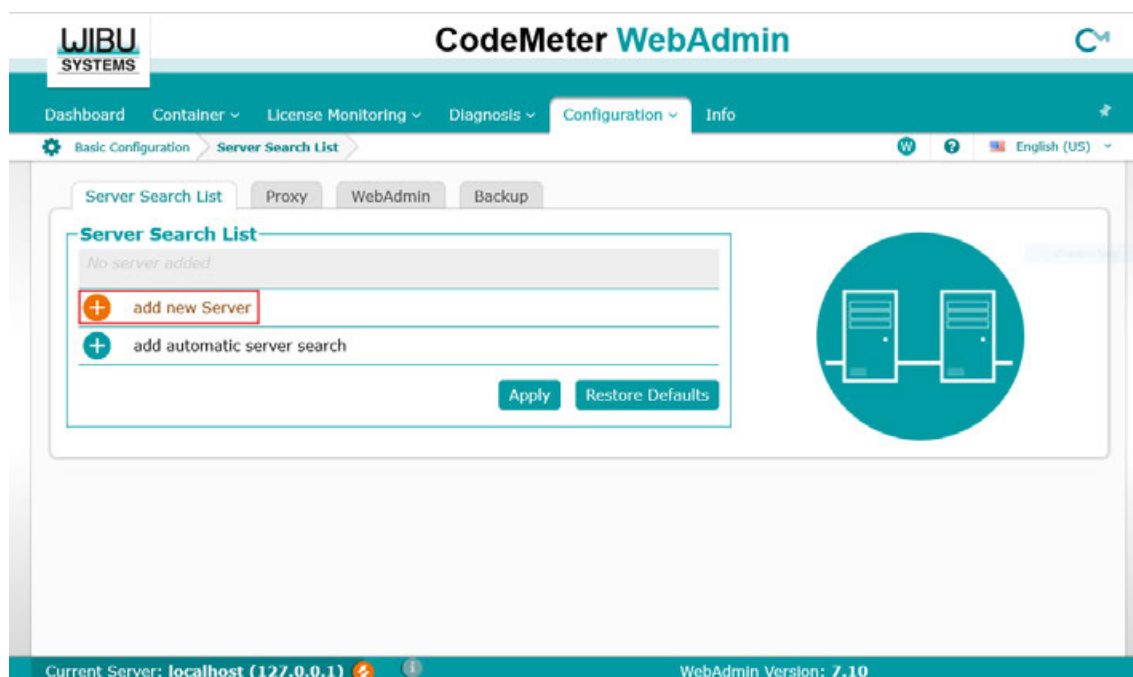 WIBU
SYSTEMS
CodeMeter WebAdmin
CM
Dashboard Container License Monitoring Diagnosis Configuration Info
Basic Configuration Server Search List W ? English (US)
Server Search List Proxy WebAdmin Backup
Server Search List
No server added
add new Server
add automatic server search
Apply Restore Defaults
Current Server: localhost (127.0.0.1) i WebAdmin Version: 7.10